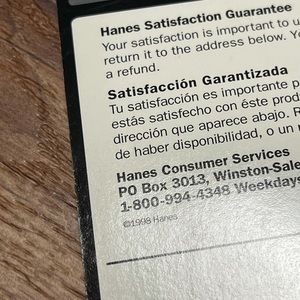 Hanes Satisfaction Guarantee
Your satisfaction is important to u
return it to the address below. Yo
a refund.
Satisfacción Garantizada
Tu satisfacción es importante p
estás satisfecho con éste prod
dirección que aparece abajo. R
de haber disponibilidad, o un r
Hanes Consumer Services
PO Box 3013, Winston-Sale
1-800-994-4348 Weekdays
©1998 Hanes